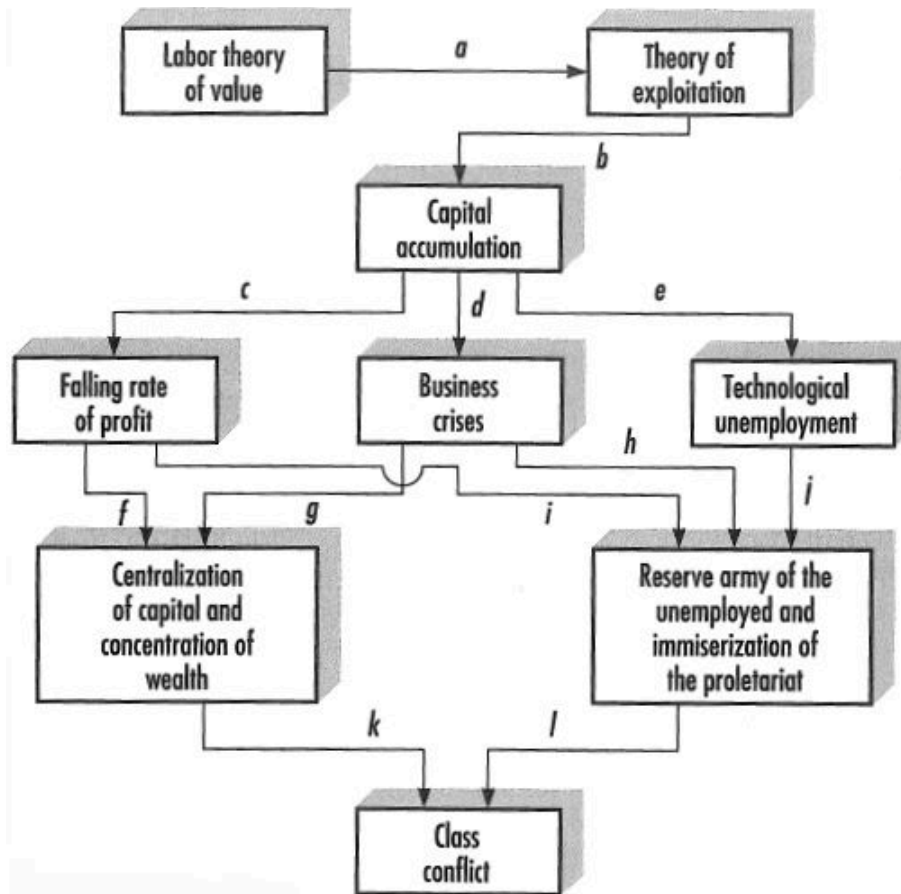 Labor theory
of value
a
Theory of
exploitation
b
Capital
accumulation
c
d
e
Falling rate
of profit
Business
crises
Technological
unemployment
h
f
g
i
j
Centralization
of capital and
concentration of
wealth
Reserve army of the
unemployed and
immiserization of
the proletariat
k
l
Class
conflict